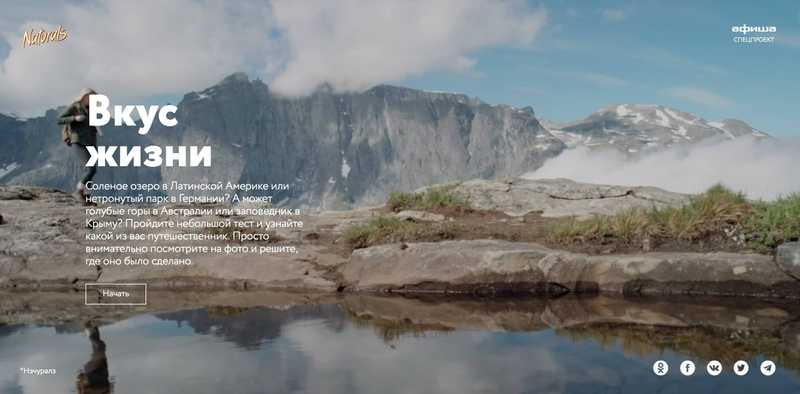 Naturals
афиша
СПЕЦПРОЕКТ
Вкус
жизни
Соленое озеро в Латинской Америке или
нетронутый парк в Германии? А может
голубые горы в Австралии или заповедник в
Крыму? Пройдите небольшой тест и узнайте
какой из вас путешественник. Просто
внимательно посмотрите на фото и решите,
где оно было сделано.
Начать
*Нэчуралз